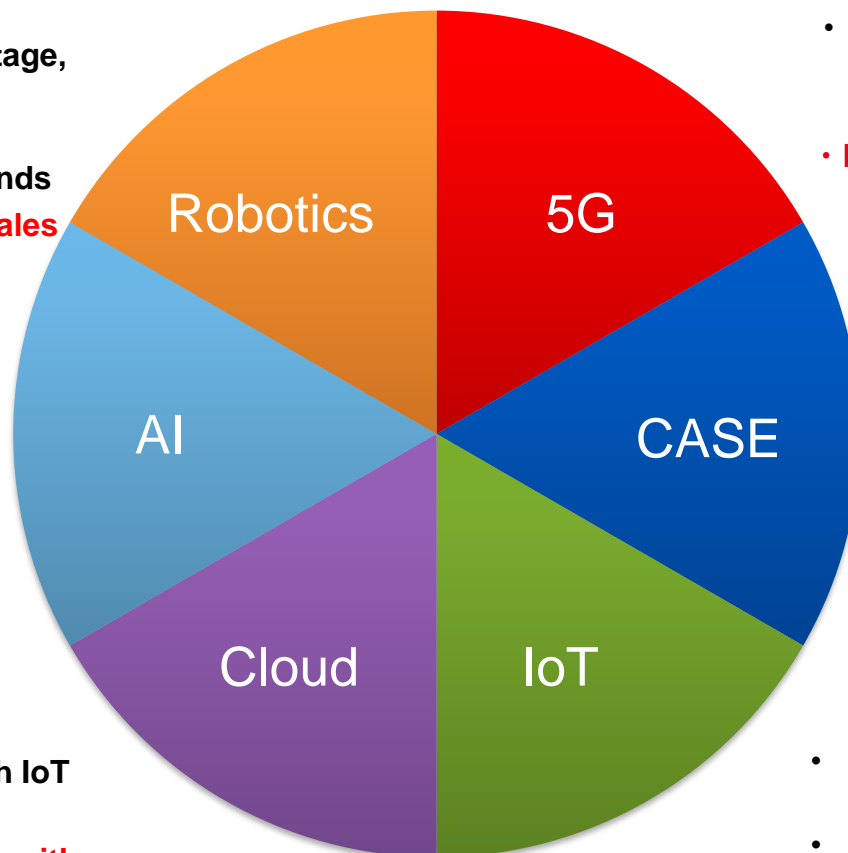 tage,
nds
ales
Robotics
5G
AI
CASE
Cloud
IoT
h IoT